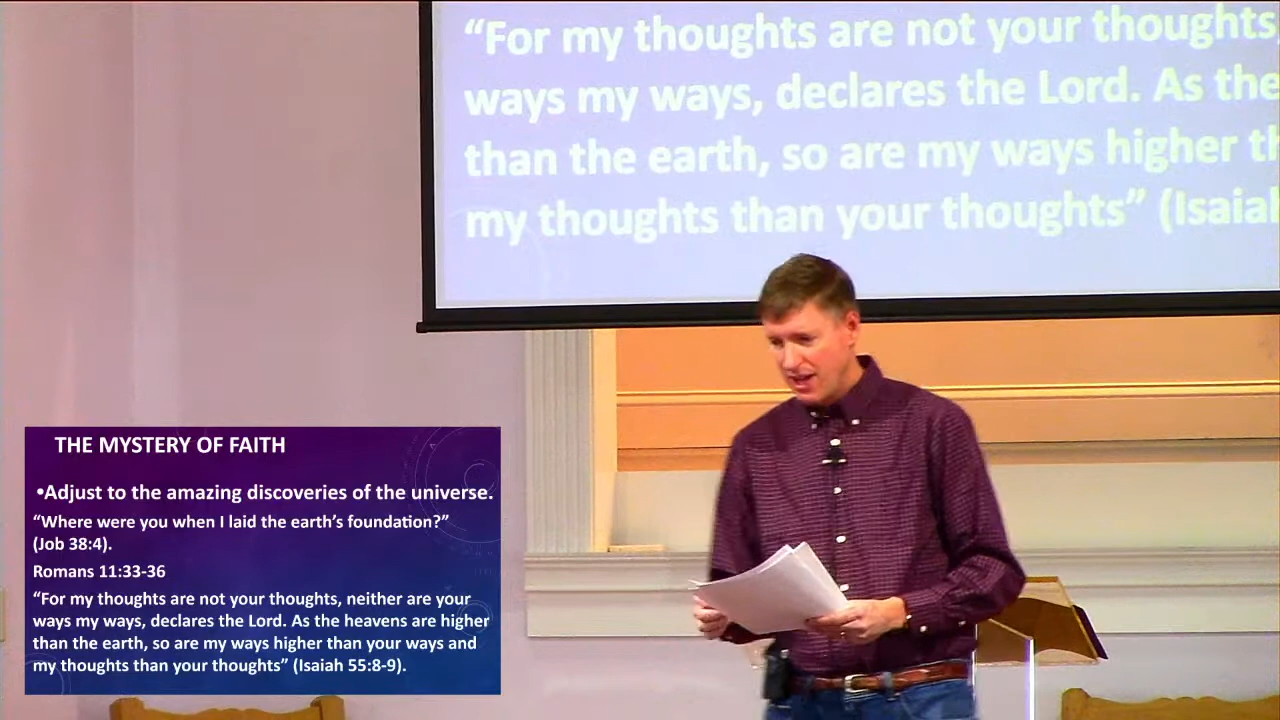 “For my thoughts are not your thoughts,
ways my ways, declares the Lord. As the
than the earth, so are my ways higher th
my thoughts than your thoughts” (Isaiah
THE MYSTERY OF FAITH
•Adjust to the amazing discoveries of the universe.
“Where were you when I laid the earth’s foundation?”
(Job 38:4).
Romans 11:33-36
“For my thoughts are not your thoughts, neither are your
ways my ways, declares the Lord. As the heavens are higher
than the earth, so are my ways higher than your ways and
my thoughts than your thoughts” (Isaiah 55:8-9).